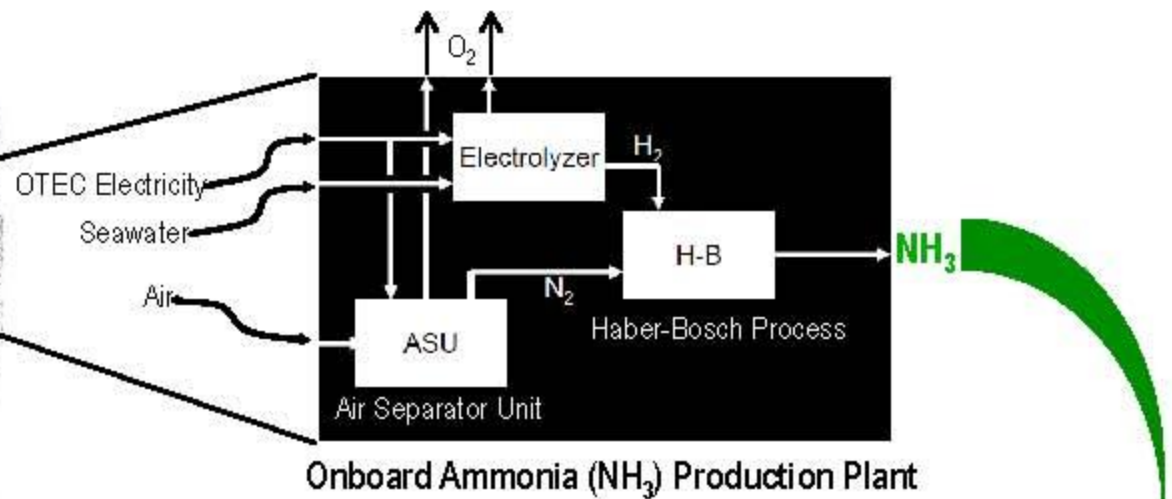 O₂
Electrolyzer
H₂
OTEC Electricity
Seawater
H-B
NH₃
N₂
Air
Haber-Bosch Process
ASU
Air Separator Unit
Onboard Ammonia (NH₃) Production Plant